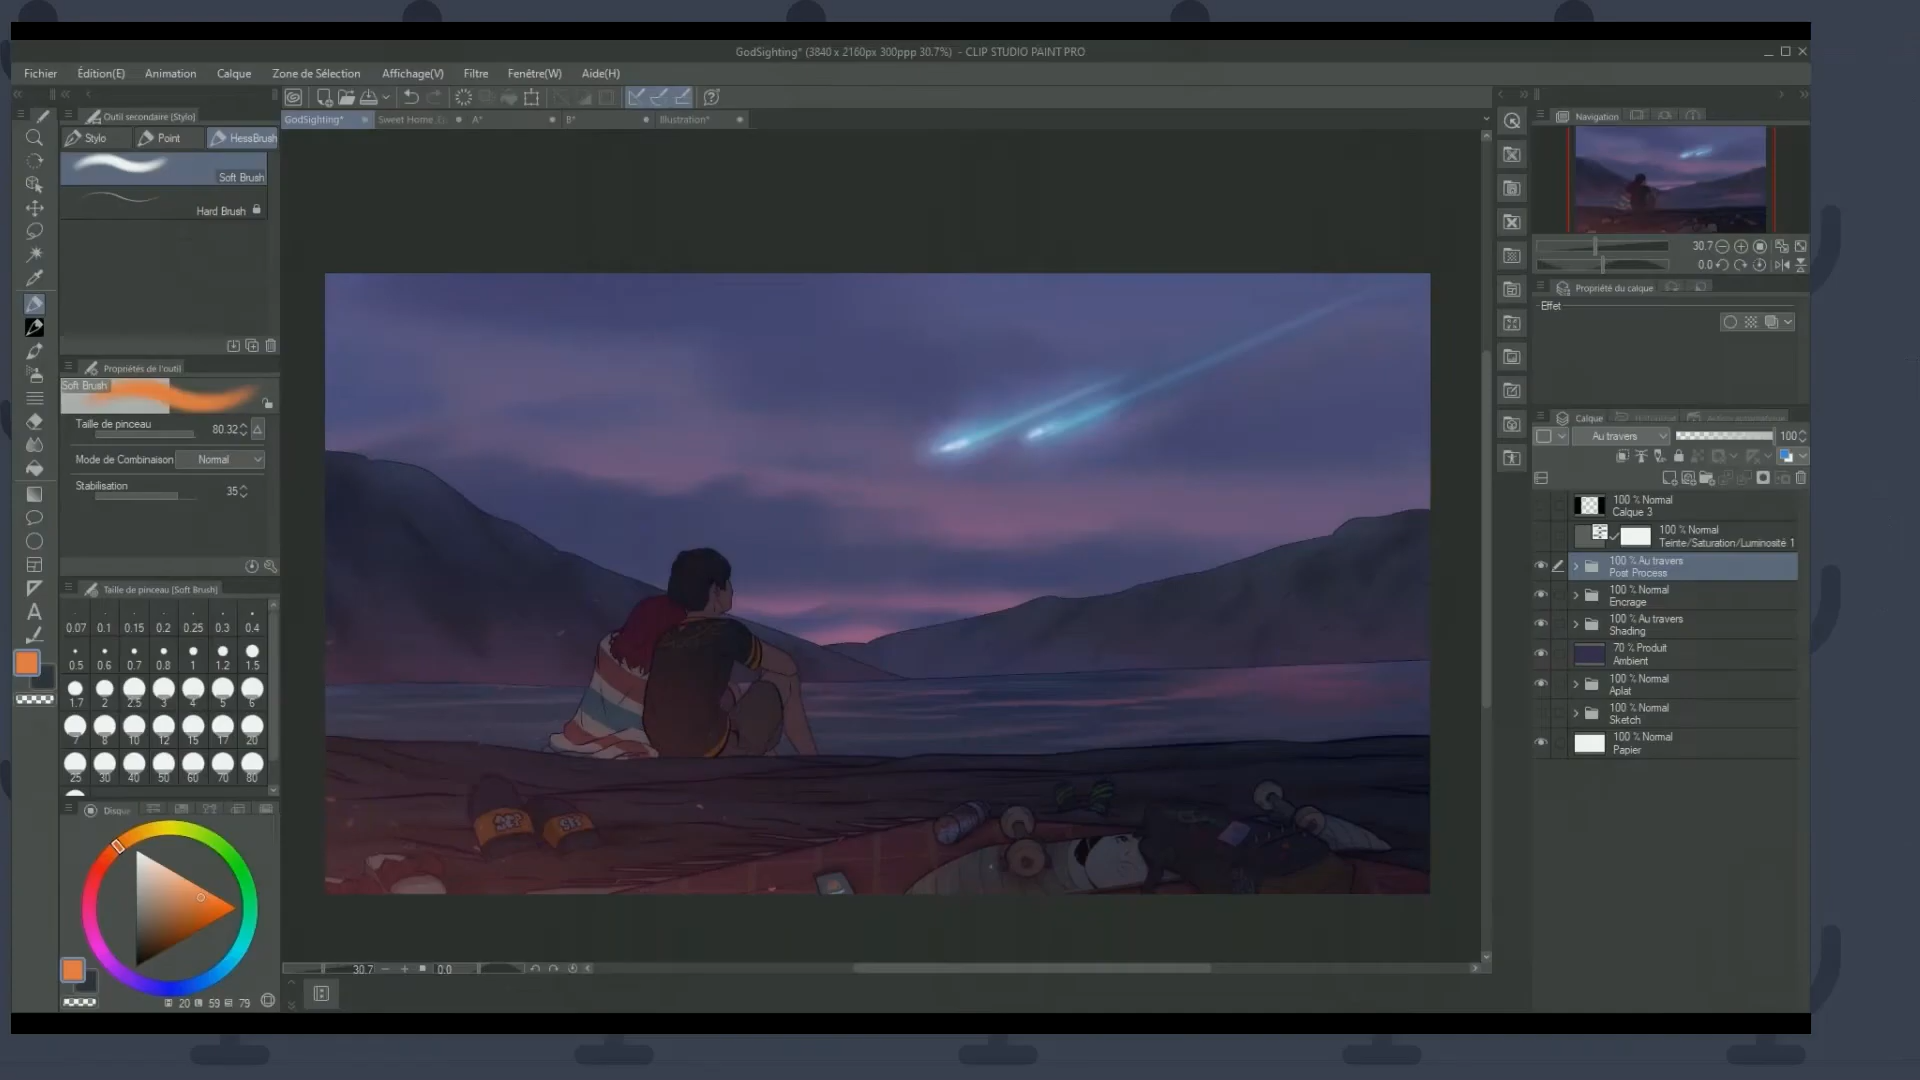 GodSighting* (3840 x 2160px 300ppp 30.7%) - CLIP STUDIO PAINT PRO
Fichier Édition(E) Animation Calque Zone de Sélection Affichage(V) Filtre Fenêtre(W) Aide(H)
Outil secondaire (Stylo)
Stylo Point HessBrush
Soft Brush
Hard Brush
GodSighting* Sweet Home. A* B* Illustration*
Navigation
30.7
0.0
Propriété du calque
Effet
Propriétés de l'outil
Soft Brush
Taille de pinceau 80.32
Mode de Combinaison Normal
Stabilisation 35
Taille de pinceau [Soft Brush]
0.07 0.1 0.15 0.2 0.25 0.3 0.4
0.5 0.6 0.7 0.8 1 1.2 1.5
1.7 2 2.5 3 4 5 6
7 8 10 12 15 17 20
25 30 40 50 60 70 80
Disque
20 59 79
30.7 0.0
Calque
Au travers 100
100 % Normal
Calque 3
100 % Normal
Teinte/Saturation/Luminosité 1
100 % Au travers
Post Process
100 % Normal
Encrage
100 % Au travers
Shading
70 % Produit
Ambient
100 % Normal
Aplat
100 % Normal
Sketch
100 % Normal
Papier